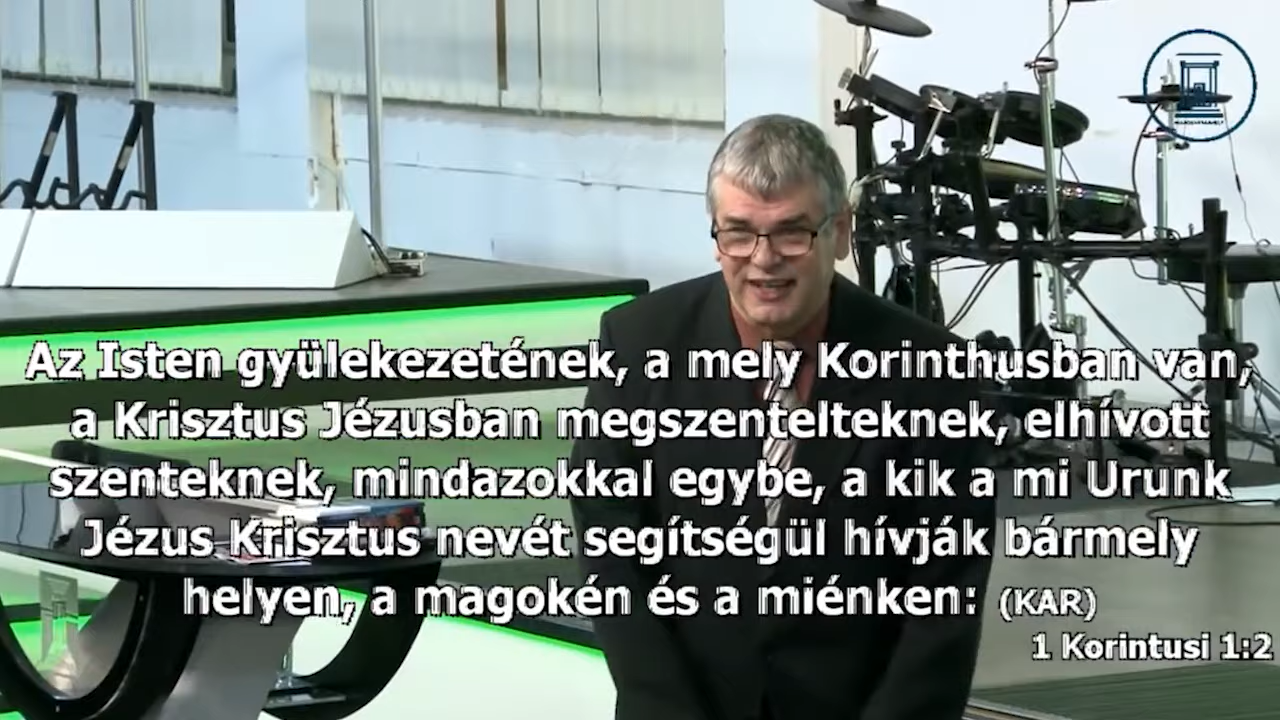 Az Isten gyülekezetének, a mely Korinthusban van,
a Krisztus Jézusban megszentelteknek, elhívott
szenteknek, mindazokkal egybe, a kik a mi Urunk
Jézus Krisztus nevét segítségül hívják bármely
helyen, a magokén és a miénken: (KAR)
1 Korintusi 1:2